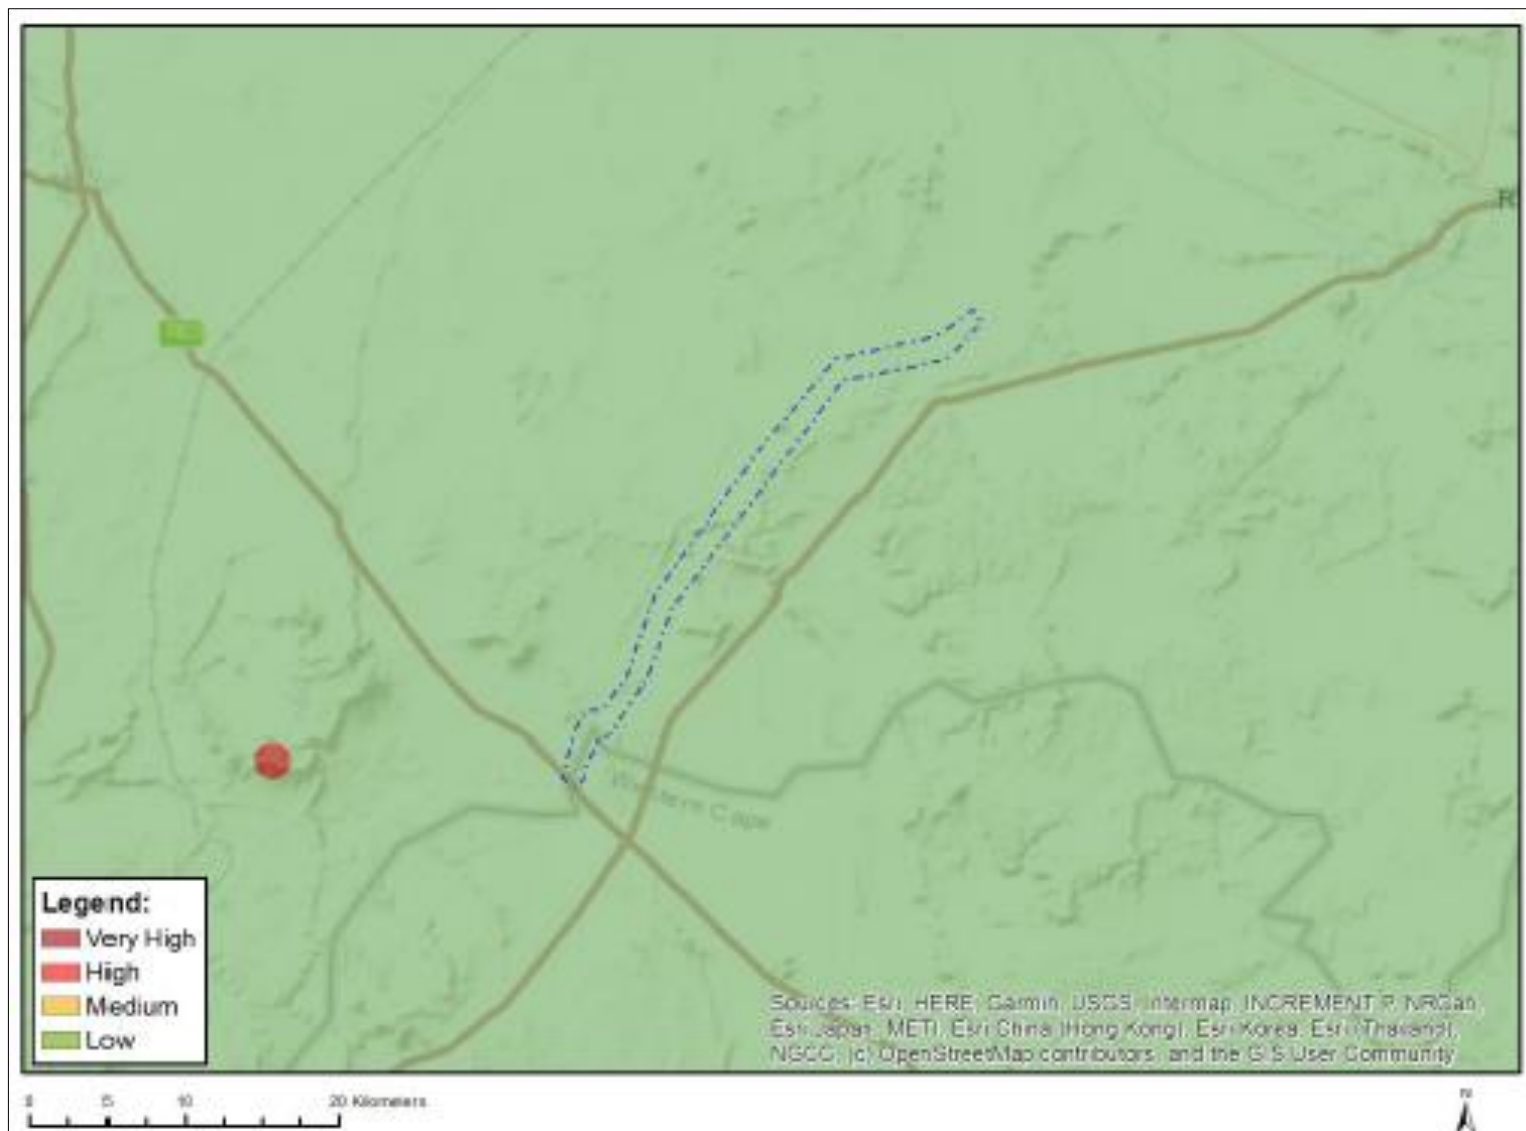 R
Western Cape
Legend:
Very High
High
Medium
Low
Sources: Esri, HERE, Garmin, USGS, Intermap, INCREMENT P, NRCan,
Esri Japan, METI, Esri China (Hong Kong), Esri Korea, Esri (Thailand),
NGCC, (c) OpenStreetMap contributors, and the GIS User Community
0 5 10 20 Kilometers
N